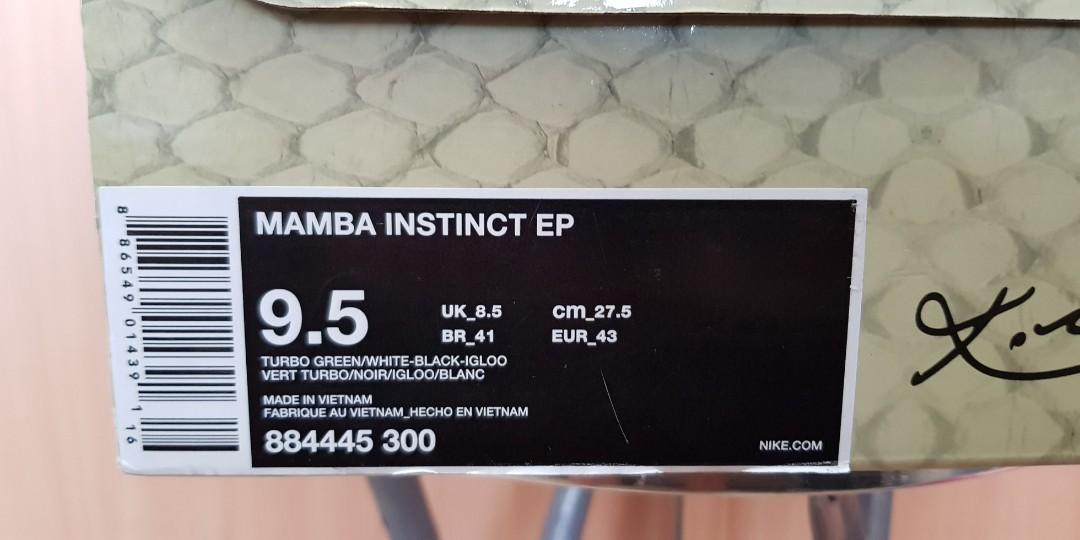 MAMBA INSTINCT EP
9.5
UK_8.5 cm_27.5
BR_41 EUR_43
TURBO GREEN/WHITE-BLACK-IGLOO
VERT TURBO/NOIR/IGLOO/BLANC
MADE IN VIETNAM
FABRIQUE AU VIETNAM_HECHO EN VIETNAM
884445 300
NIKE.COM
8 86549 01439 1 16